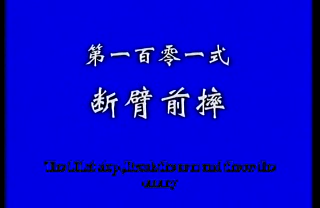 第一百零一式
断臂前摔
The 101st step,Break the arm and throw the
enemy